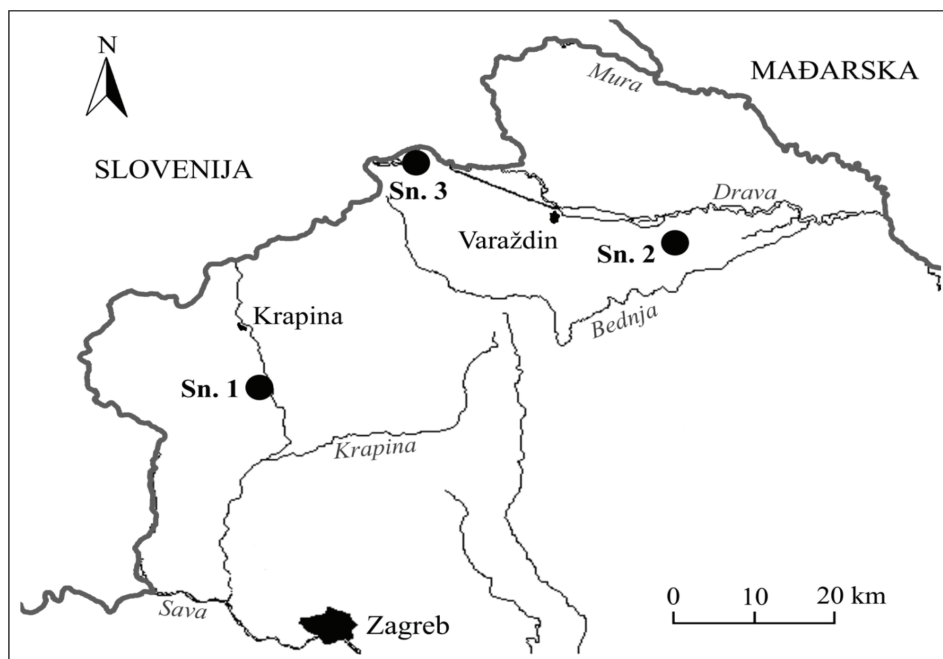 N
MAĐARSKA
Mura
SLOVENIJA
Sn. 3
Drava
Varaždin
Sn. 2
Bednja
Krapina
Sn. 1
Krapina
Sava
Zagreb
0 10 20 km